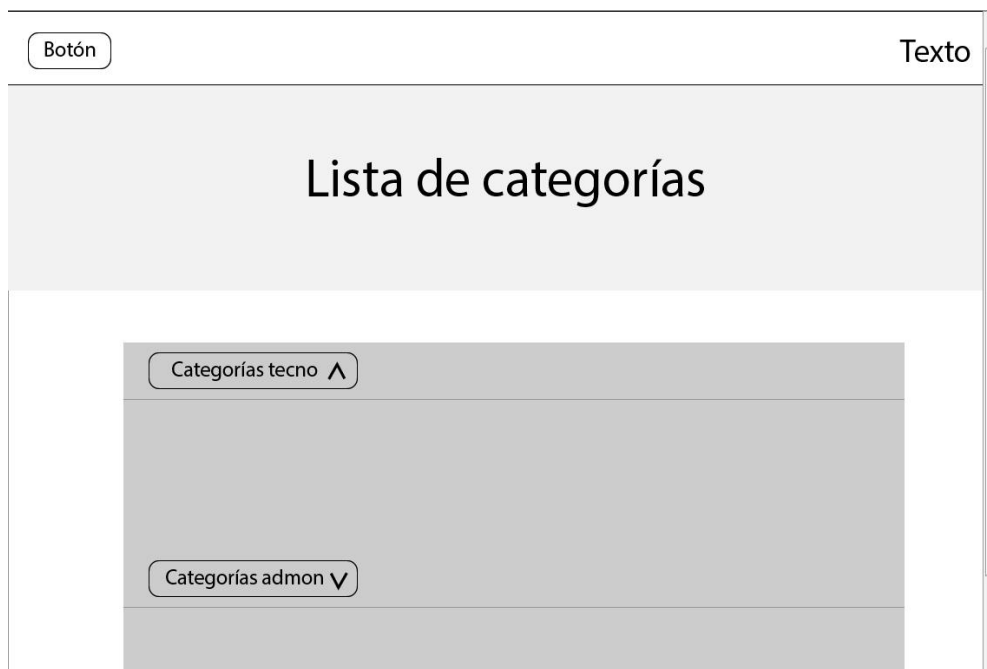 Botón
Texto
Lista de categorías
Categorías tecno
Categorías admon